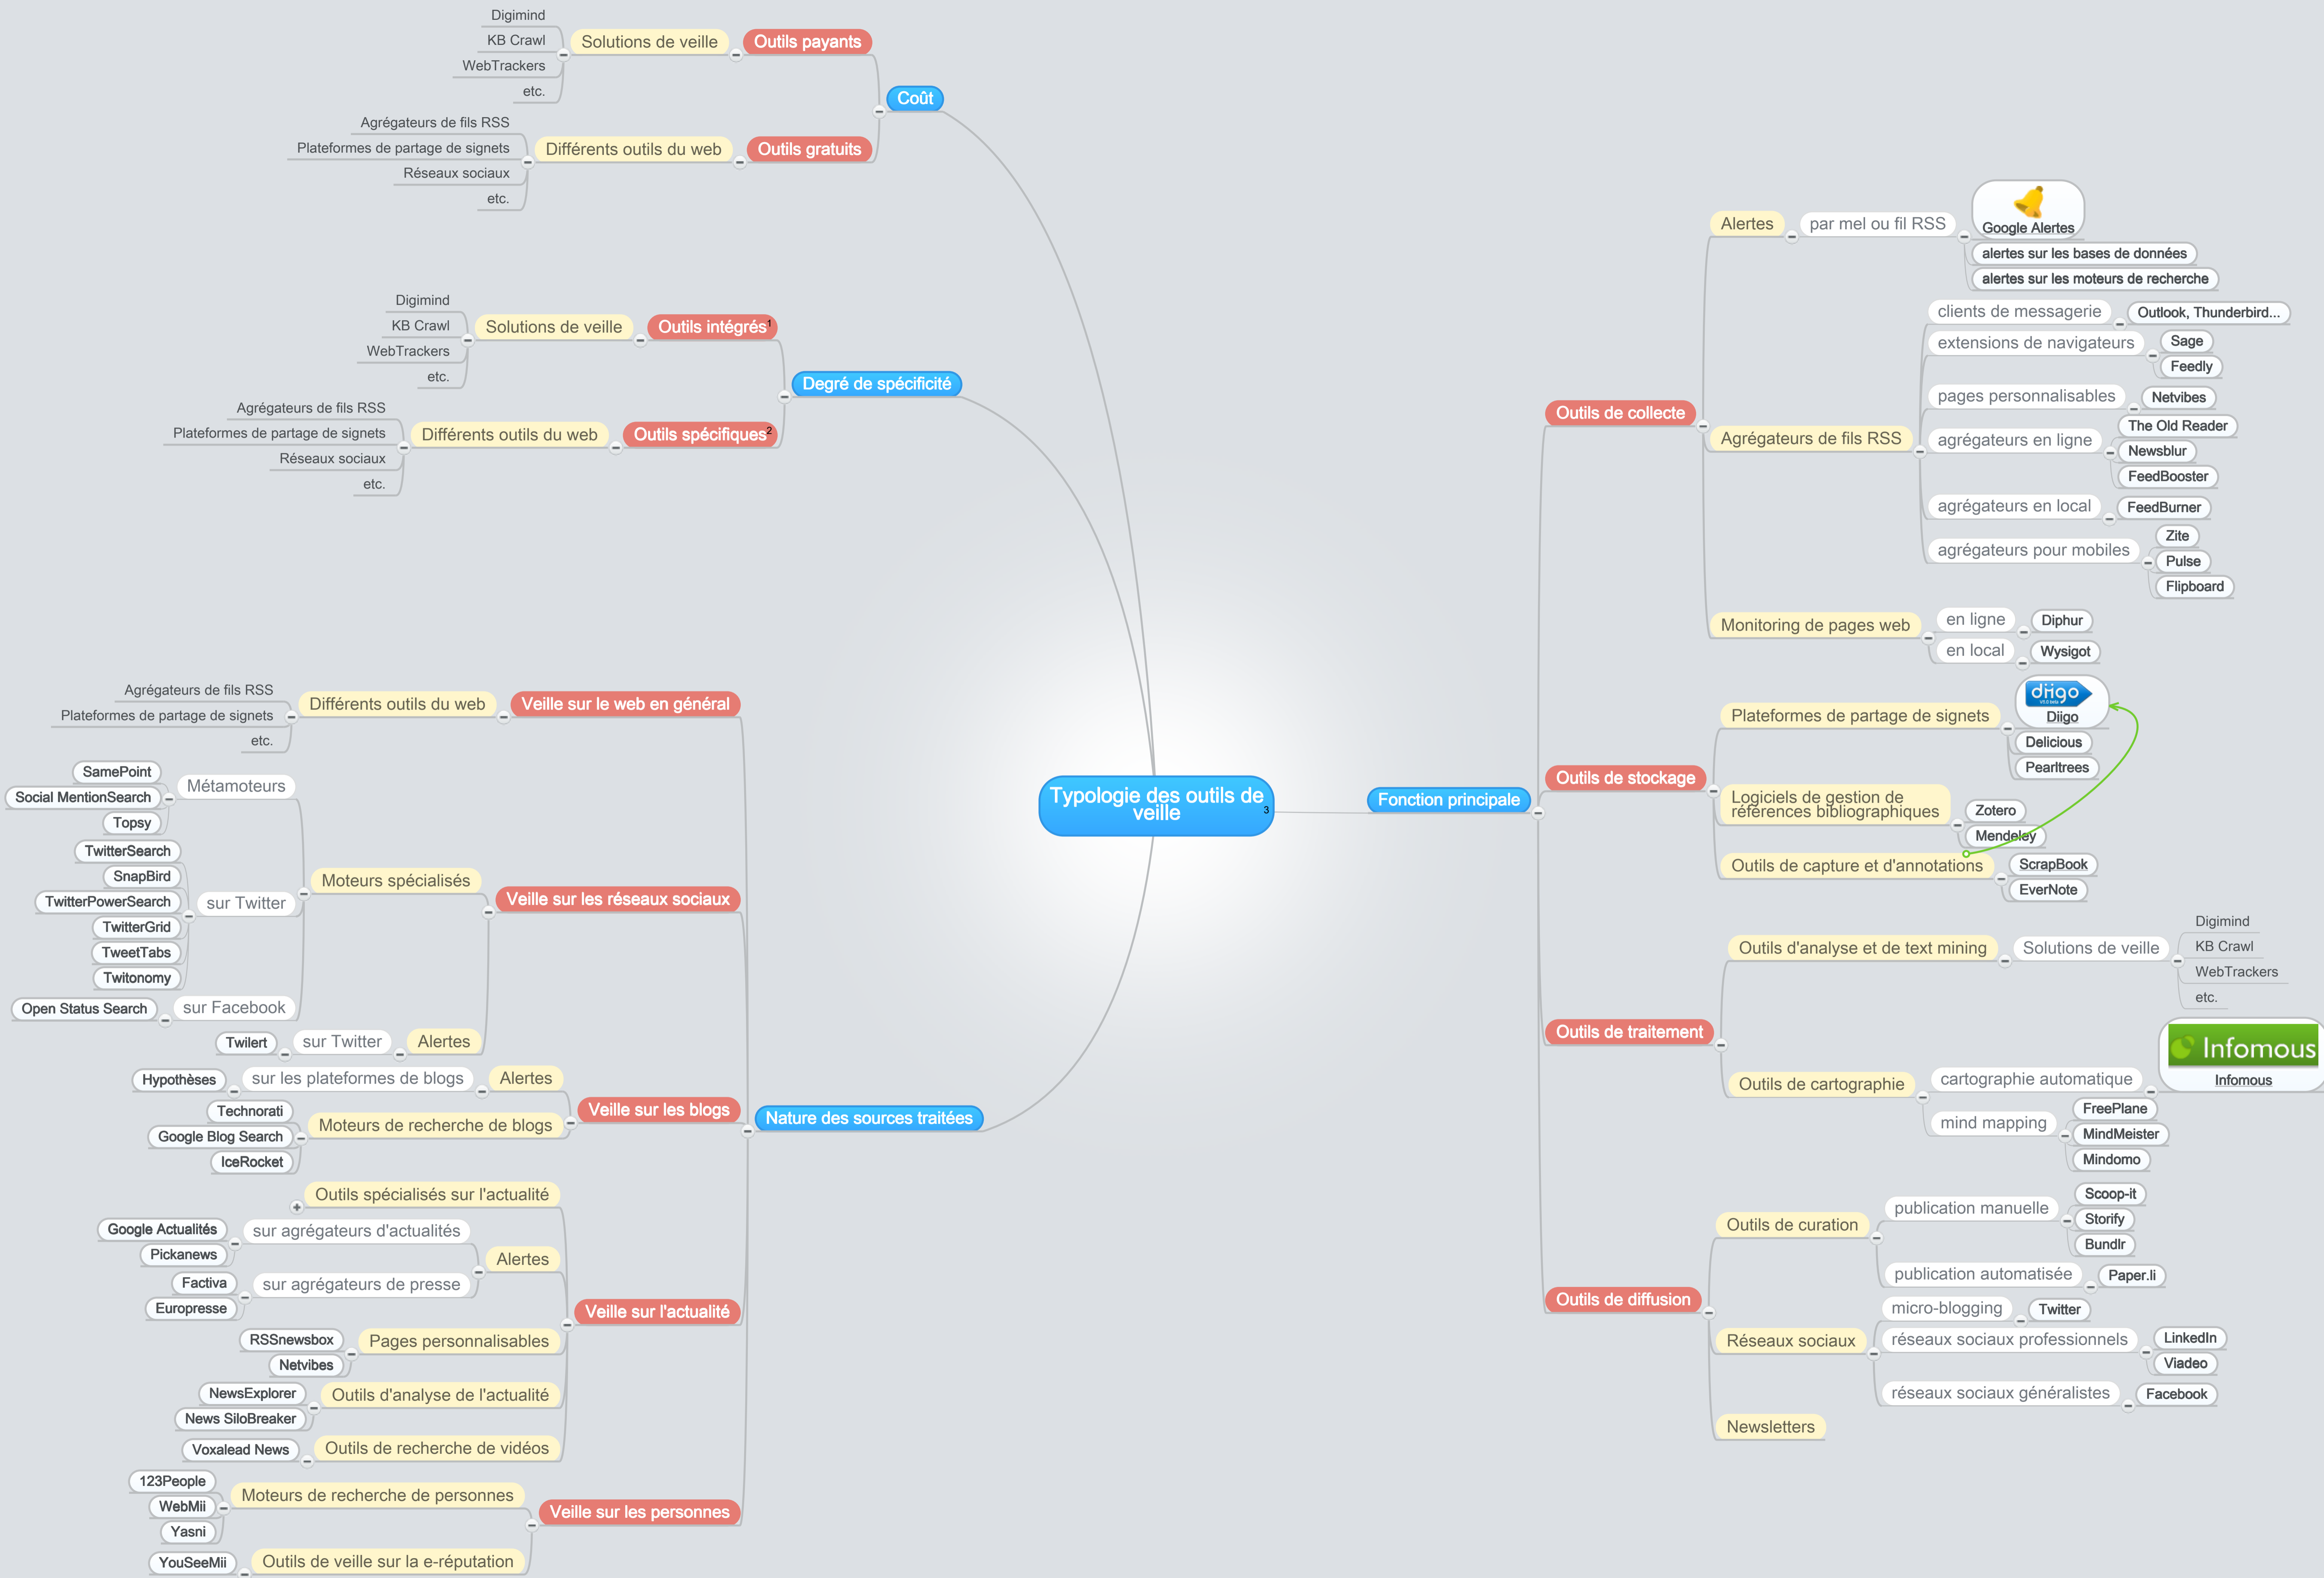 Typologie des outils de
veille 3
Coût
Outils payants
Solutions de veille
Digimind
KB Crawl
WebTrackers
etc.
Outils gratuits
Différents outils du web
Agrégateurs de fils RSS
Plateformes de partage de signets
Réseaux sociaux
etc.
Degré de spécificité
Outils intégrés1
Solutions de veille
Digimind
KB Crawl
WebTrackers
etc.
Outils spécifiques2
Différents outils du web
Agrégateurs de fils RSS
Plateformes de partage de signets
Réseaux sociaux
etc.
Nature des sources traitées
Veille sur le web en général
Différents outils du web
Agrégateurs de fils RSS
Plateformes de partage de signets
etc.
Veille sur les réseaux sociaux
Moteurs spécialisés
Métamoteurs
SamePoint
Social MentionSearch
Topsy
sur Twitter
TwitterSearch
SnapBird
TwitterPowerSearch
TwitterGrid
TweetTabs
Twitonomy
sur Facebook
Open Status Search
Alertes
sur Twitter
Twilert
Veille sur les blogs
Alertes
sur les plateformes de blogs
Hypothèses
Moteurs de recherche de blogs
Technorati
Google Blog Search
IceRocket
Veille sur l'actualité
Outils spécialisés sur l'actualité
Alertes
sur agrégateurs d'actualités
Google Actualités
Pickanews
sur agrégateurs de presse
Factiva
Europresse
Pages personnalisables
RSSnewsbox
Netvibes
Outils d'analyse de l'actualité
NewsExplorer
News SiloBreaker
Outils de recherche de vidéos
Voxalead News
Veille sur les personnes
Moteurs de recherche de personnes
123People
WebMii
Yasni
Outils de veille sur la e-réputation
YouSeeMii
Fonction principale
Outils de collecte
Alertes
par mel ou fil RSS
Google Alertes
alertes sur les bases de données
alertes sur les moteurs de recherche
Agrégateurs de fils RSS
clients de messagerie
Outlook, Thunderbird...
extensions de navigateurs
Sage
Feedly
pages personnalisables
Netvibes
agrégateurs en ligne
The Old Reader
Newsblur
FeedBooster
agrégateurs en local
FeedBurner
agrégateurs pour mobiles
Zite
Pulse
Flipboard
Monitoring de pages web
en ligne
Diphur
en local
Wysigot
Outils de stockage
Plateformes de partage de signets
diigo
V5.0 beta
Diigo
Delicious
Pearltrees
Logiciels de gestion de
références bibliographiques
Zotero
Mendeley
Outils de capture et d'annotations
ScrapBook
EverNote
Outils de traitement
Outils d'analyse et de text mining
Solutions de veille
Digimind
KB Crawl
WebTrackers
etc.
Outils de cartographie
cartographie automatique
Infomous
Infomous
mind mapping
FreePlane
MindMeister
Mindomo
Outils de diffusion
Outils de curation
publication manuelle
Scoop-it
Storify
Bundlr
publication automatisée
Paper.li
Réseaux sociaux
micro-blogging
Twitter
réseaux sociaux professionnels
LinkedIn
Viadeo
réseaux sociaux généralistes
Facebook
Newsletters